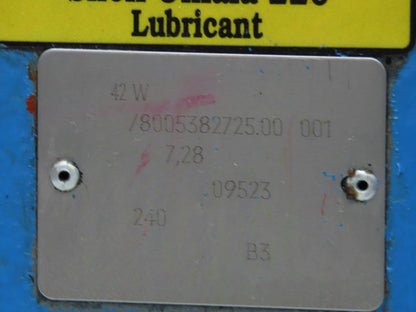 Lubricant
42 W
/8005382725.00 001
7,28
09523
240
B3